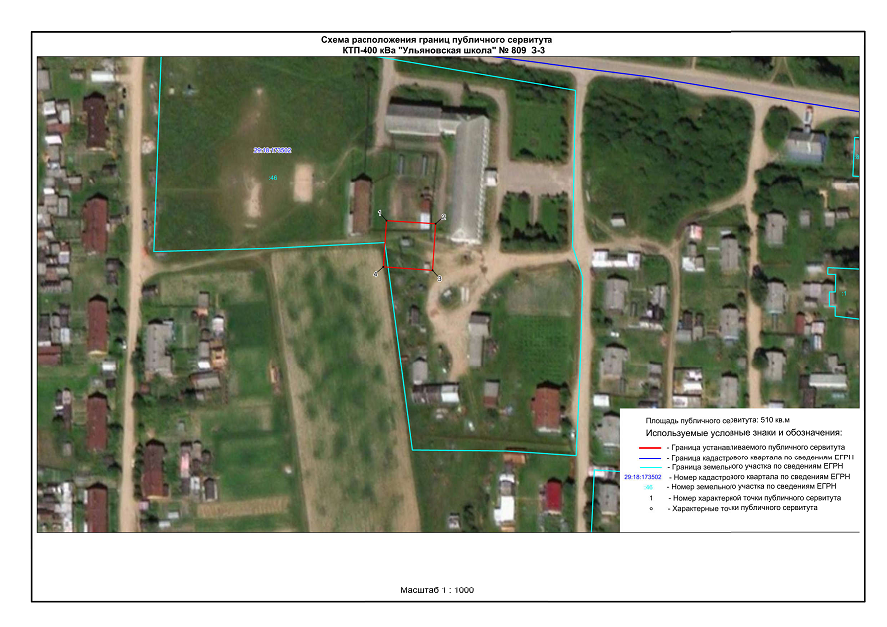 Схема расположения границ публичного сервитута
КТП-400 кВа "Ульяновская школа" № 809 З-3
29:18:173502
:46
1
2
4
3
:1
Площадь публичного сервитута: 510 кв.м
Используемые условные знаки и обозначения:
- Граница устанавливаемого публичного сервитута
- Граница кадастрового квартала по сведениям ЕГРН
- Граница земельного участка по сведениям ЕГРН
29:18:173502 - Номер кадастрового квартала по сведениям ЕГРН
:46 - Номер земельного участка по сведениям ЕГРН
1 - Номер характерной точки публичного сервитута
- Характерные точки публичного сервитута
Масштаб 1 : 1000